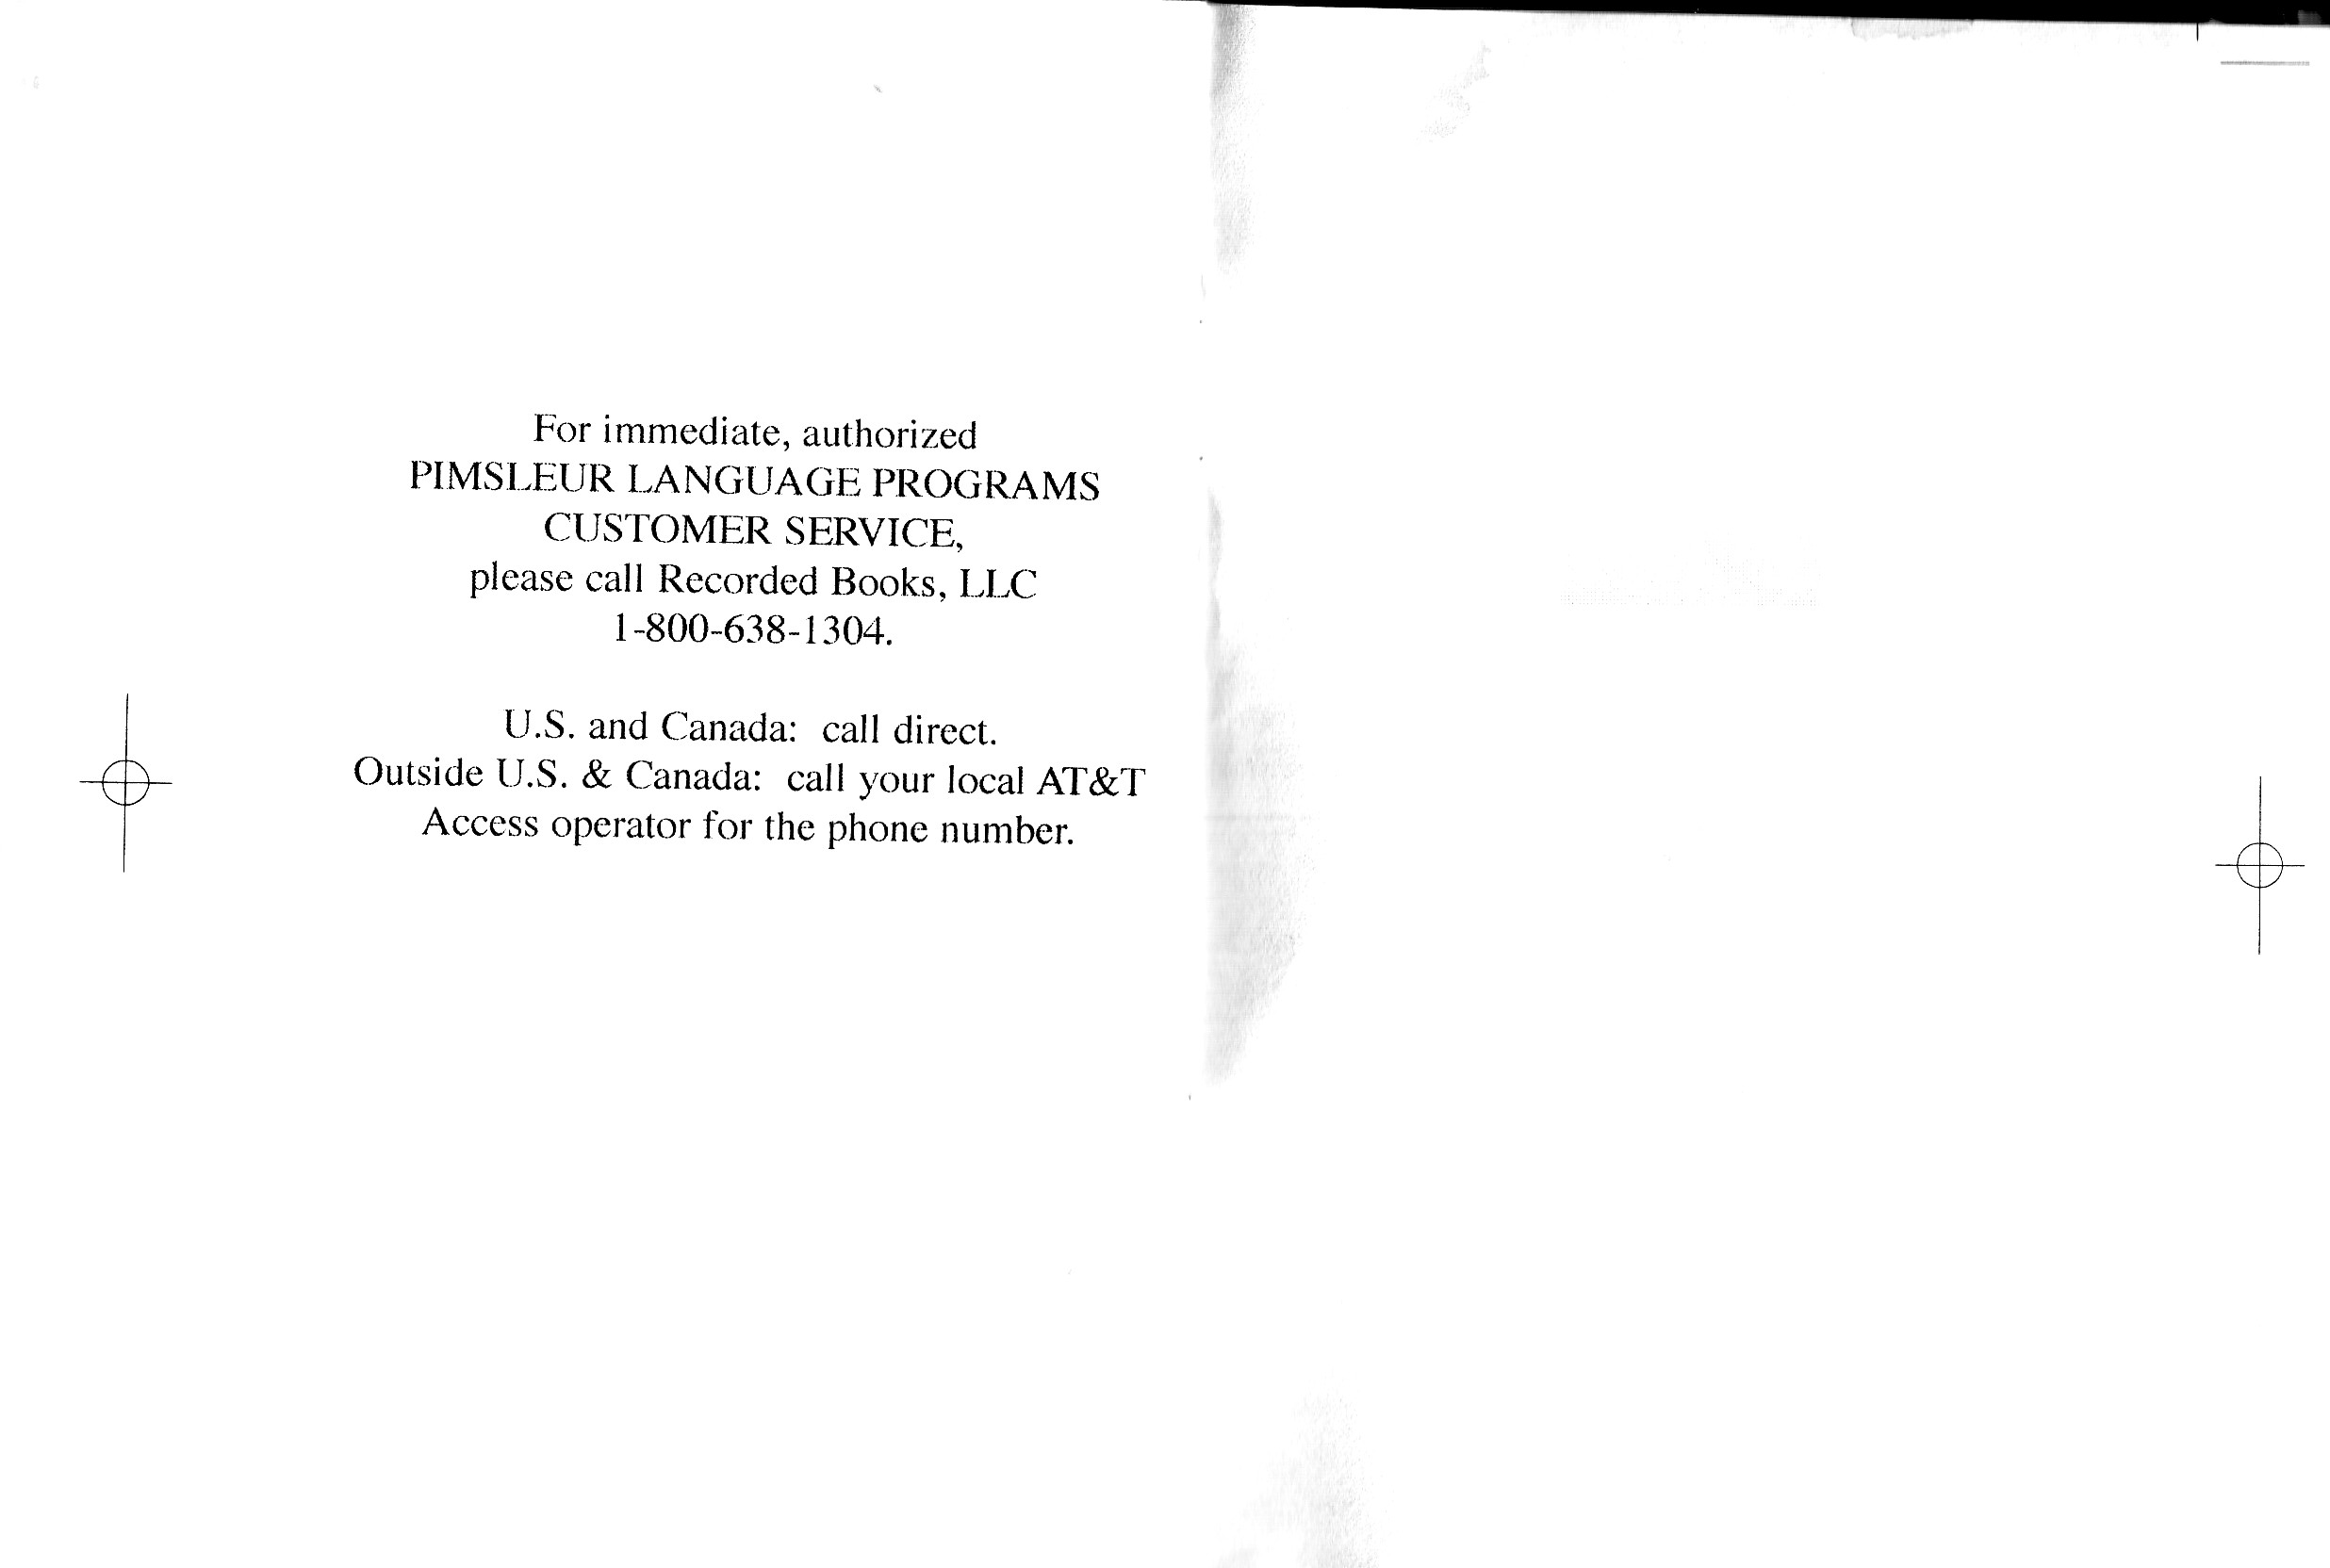 For immediate, authorized
PIMSLEUR LANGUAGE PROGRAMS
CUSTOMER SERVICE,
please call Recorded Books, LLC
1-800-638-1304.
U.S. and Canada: call direct.
Outside U.S. & Canada: call your local AT&T
Access operator for the phone number.